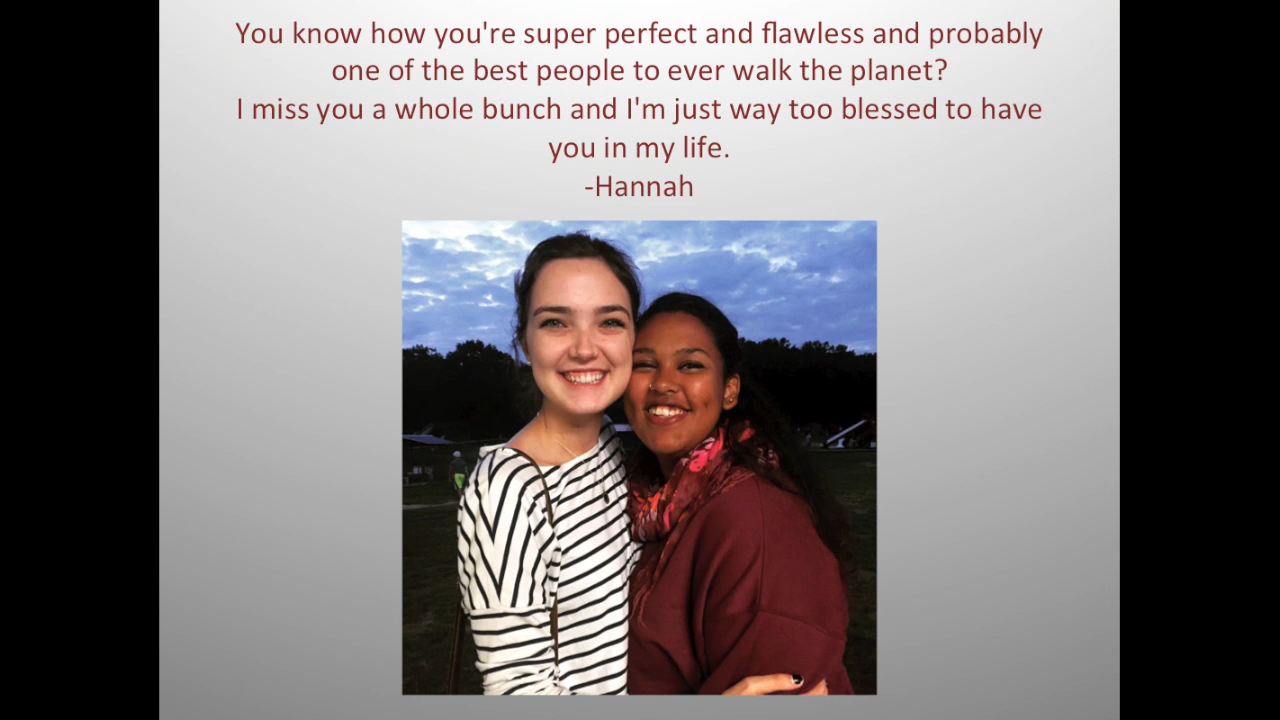 You know how you're super perfect and flawless and probably
one of the best people to ever walk the planet?
I miss you a whole bunch and I'm just way too blessed to have
you in my life.
-Hannah